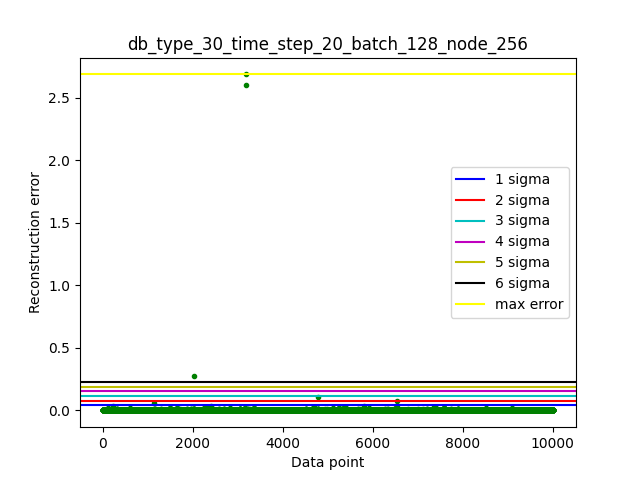 db_type_30_time_step_20_batch_128_node_256
Reconstruction error
2.5
2.0
1.5
1.0
0.5
0.0
1 sigma
2 sigma
3 sigma
4 sigma
5 sigma
6 sigma
max error
0 2000 4000 6000 8000 10000
Data point